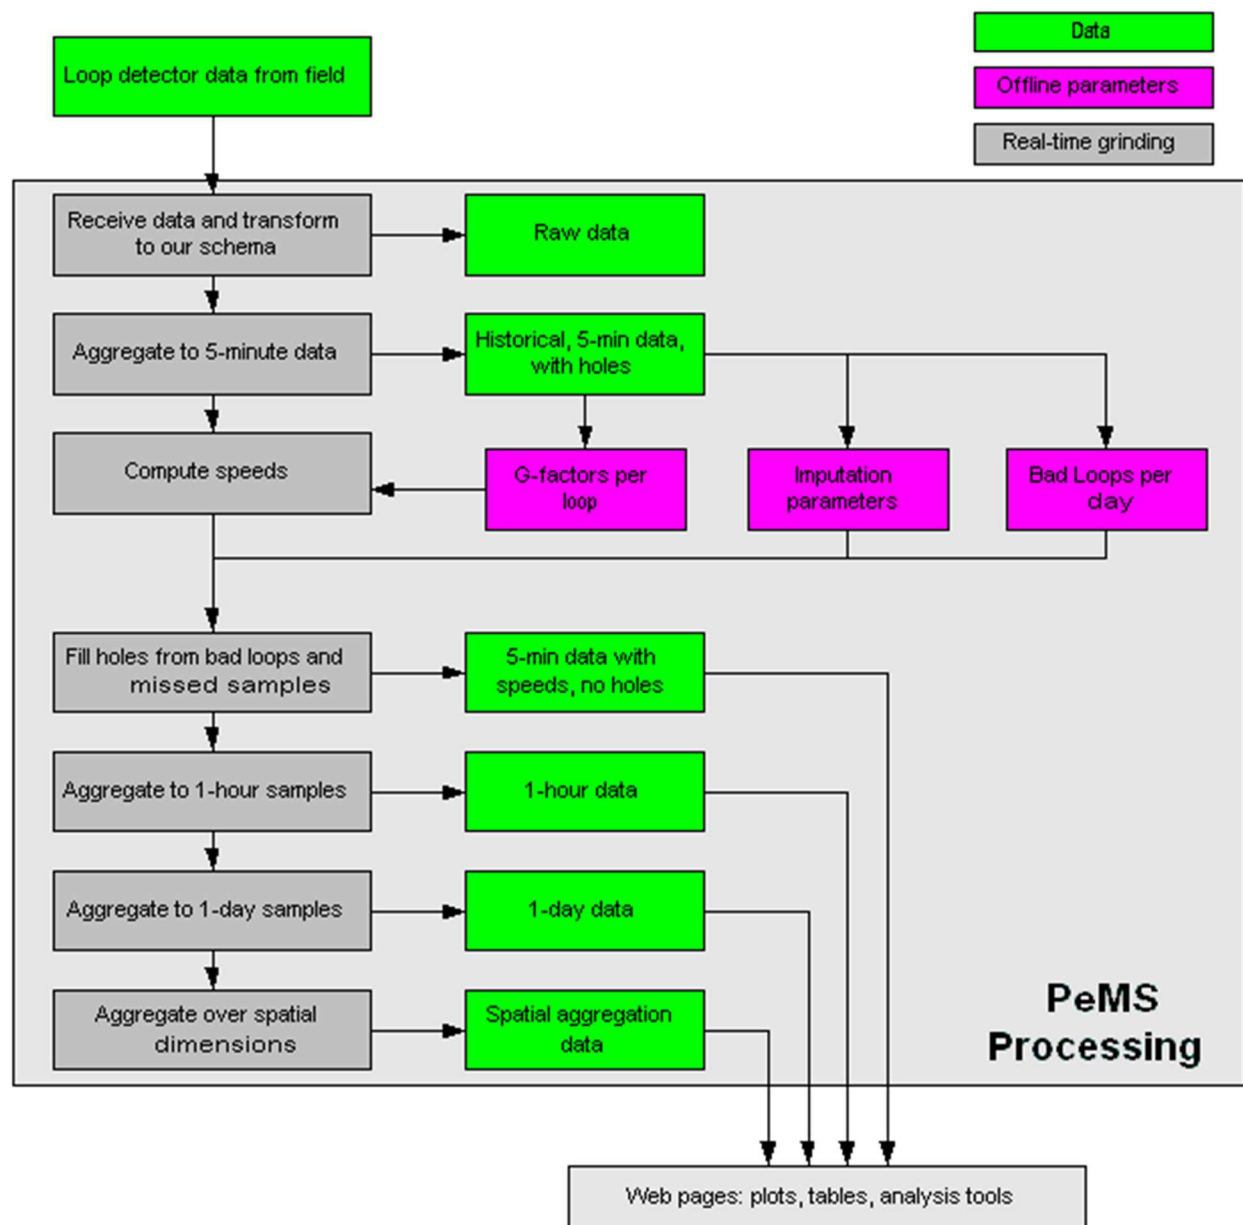 Data
Loop detector data from field
Offline parameters
Real-time grinding
Receive data and transform
to our schema
Raw data
Aggregate to 5-minute data
Historical, 5-min data,
with holes
Compute speeds
G-factors per
loop
Imputation
parameters
Bad Loops per
day
Fill holes from bad loops and
missed samples
5-min data with
speeds, no holes
Aggregate to 1-hour samples
1-hour data
Aggregate to 1-day samples
1-day data
Aggregate over spatial
dimensions
Spatial aggregation
data
PeMS
Processing
Web pages: plots, tables, analysis tools